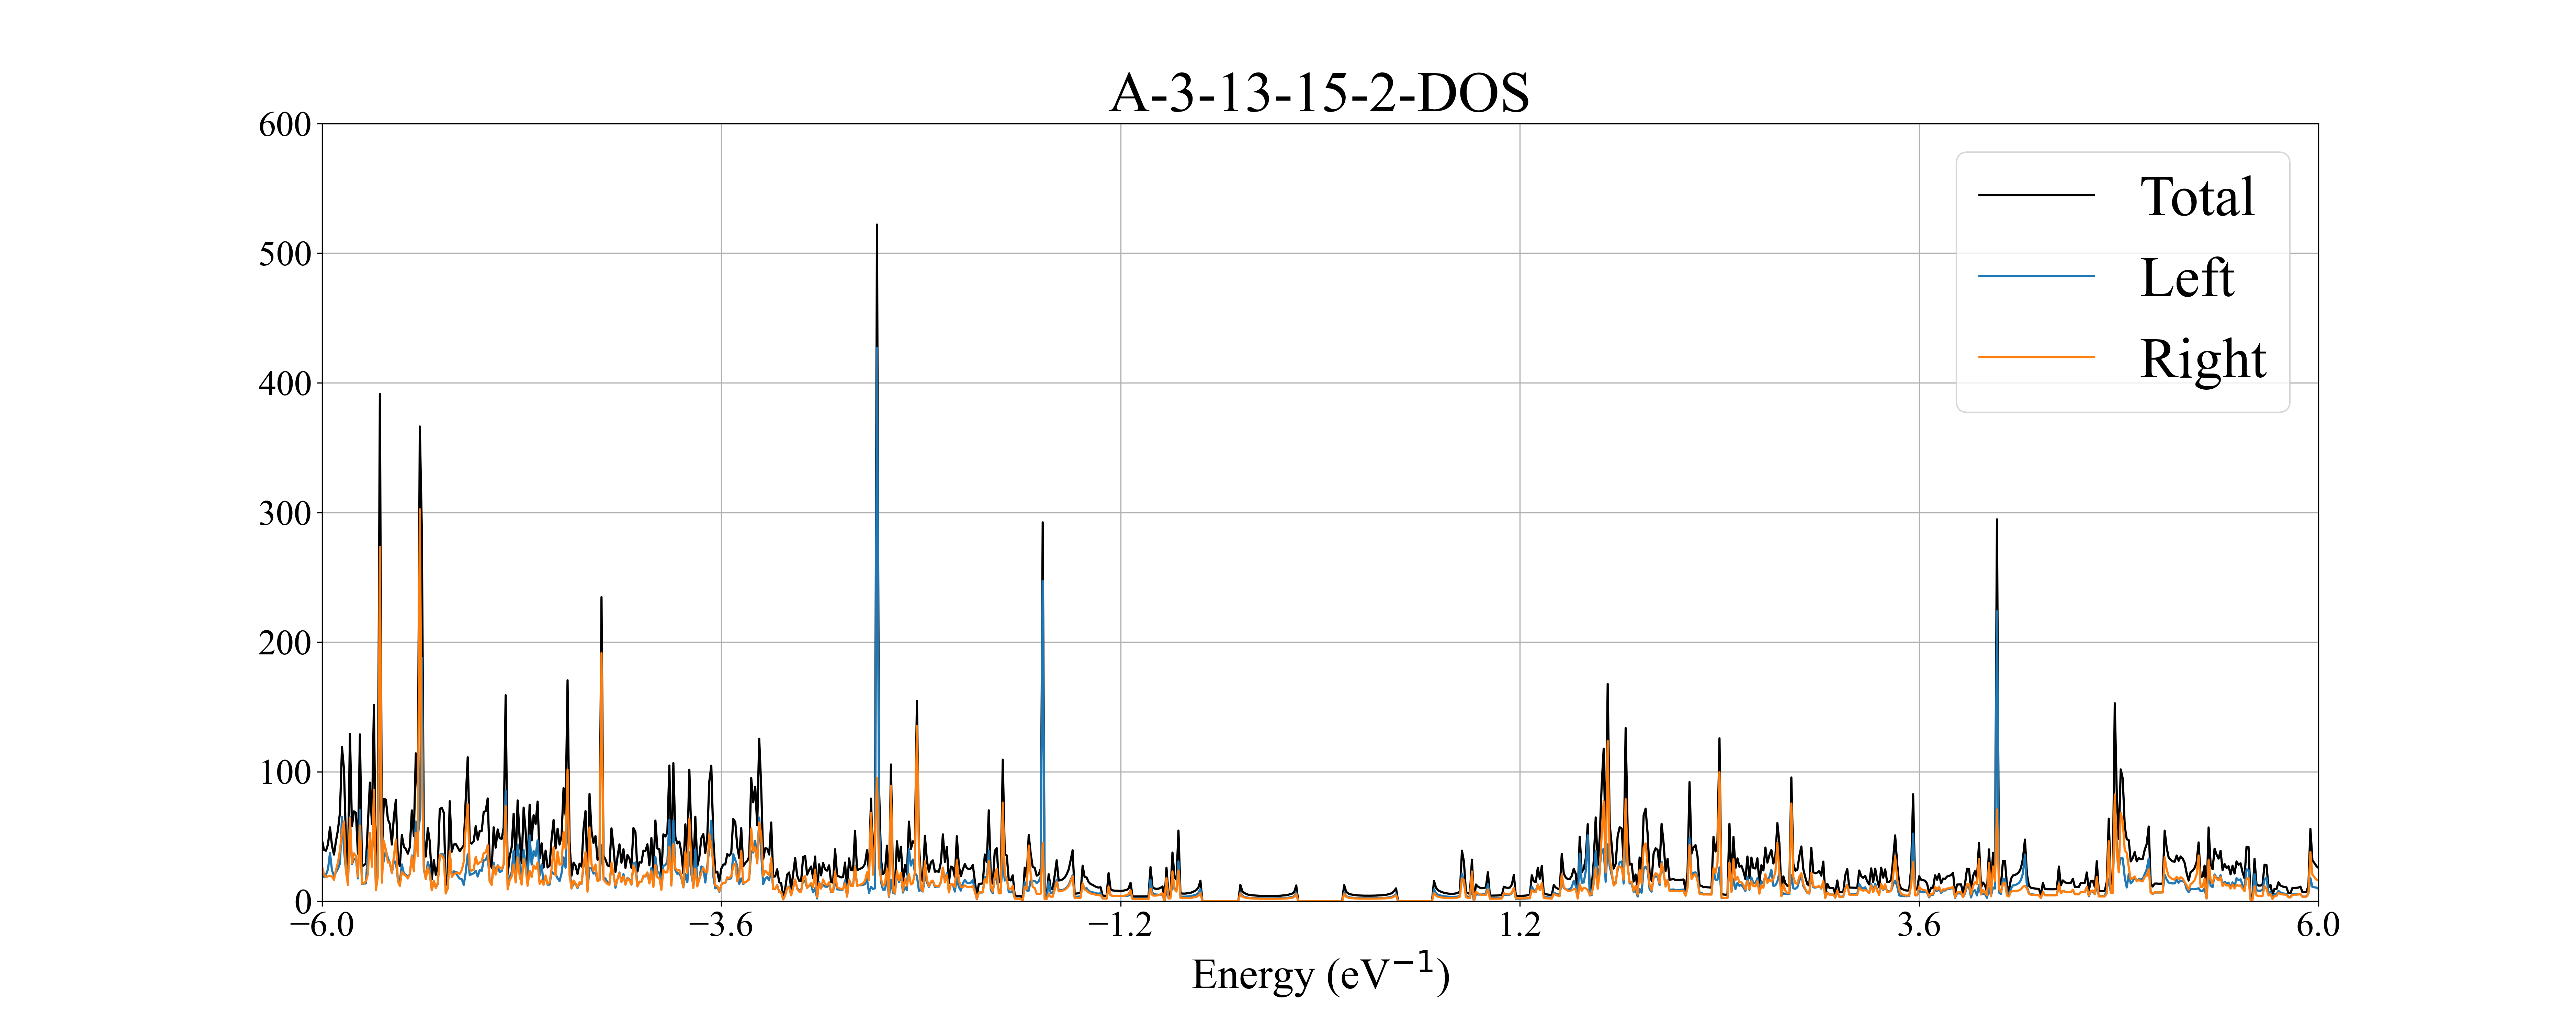 A-3-13-15-2-DOS
600
500
400
300
200
100
0
Total
Left
Right
−6.0
−3.6
−1.2
1.2
3.6
6.0
Energy (eV⁻¹)